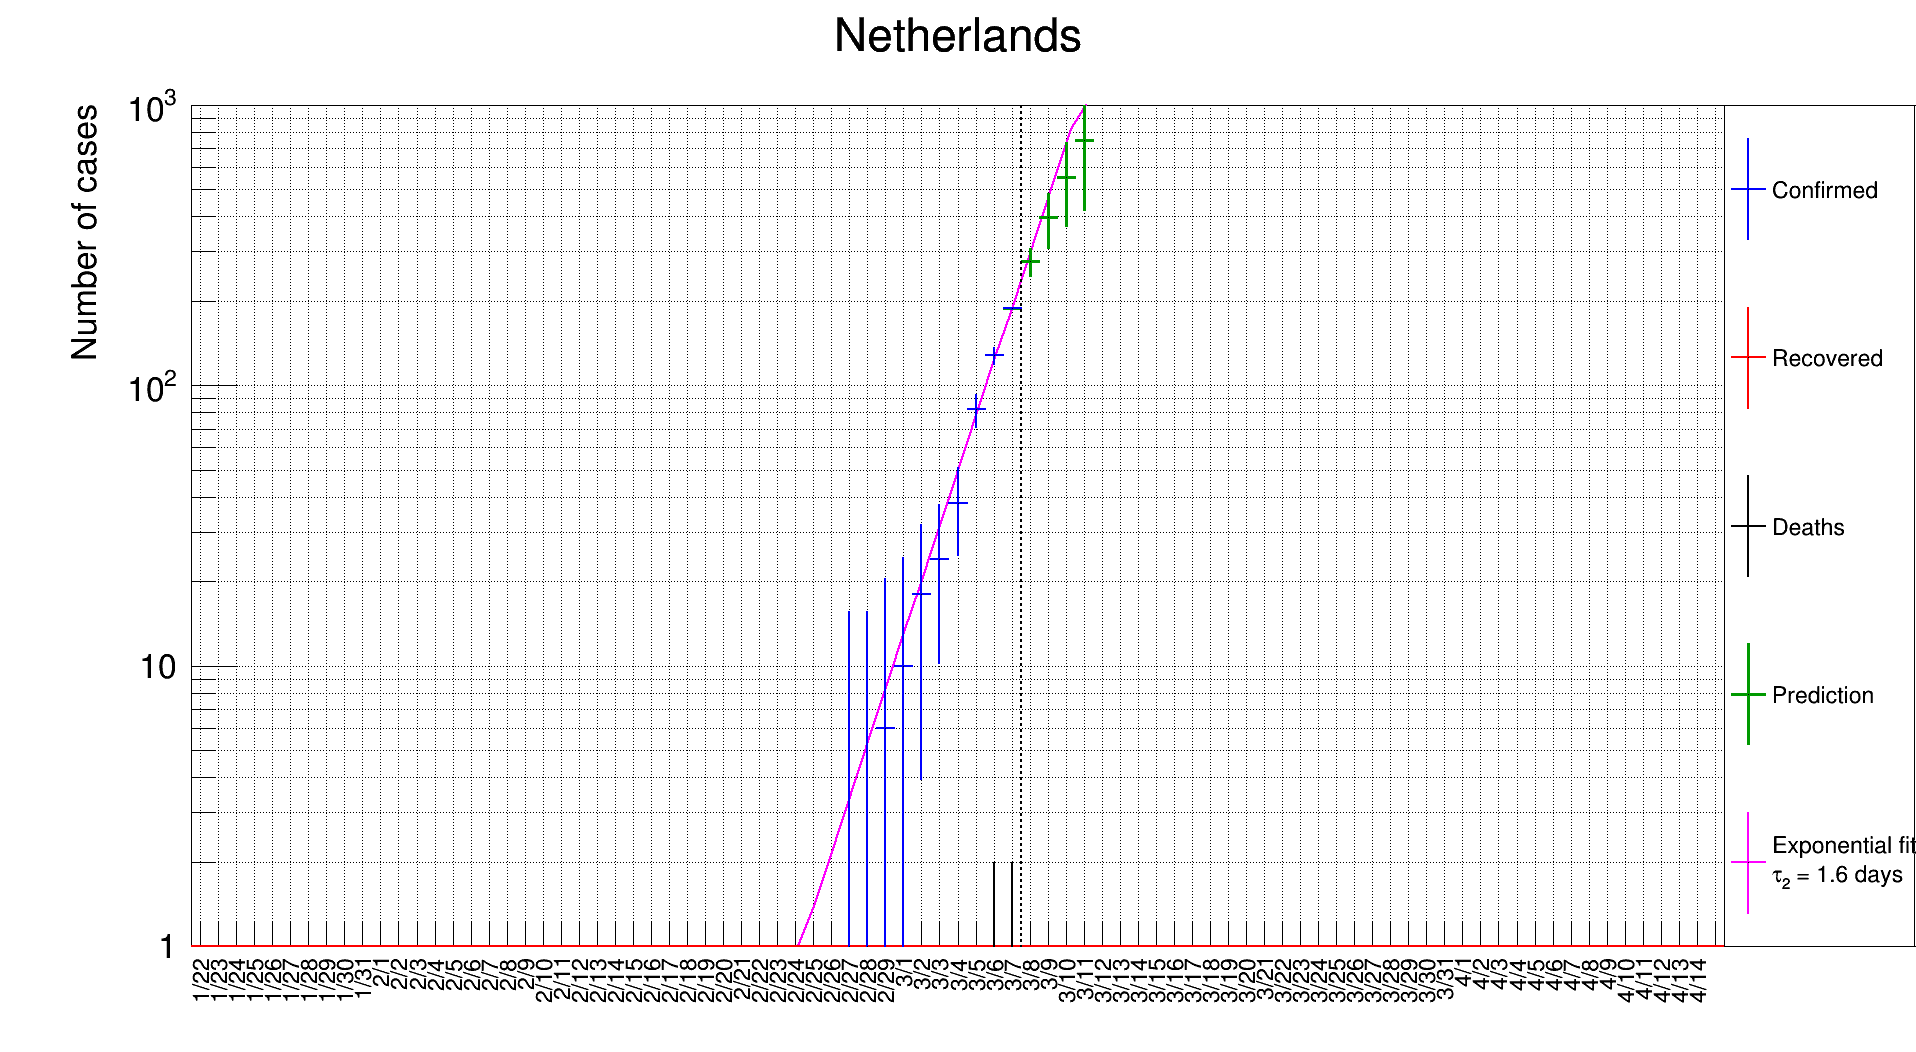 Netherlands
Number of cases
10³
10²
10
1
1/22 1/23 1/24 1/25 1/26 1/27 1/28 1/29 1/30 1/31 2/1 2/2 2/3 2/4 2/5 2/6 2/7 2/8 2/9 2/10 2/11 2/12 2/13 2/14 2/15 2/16 2/17 2/18 2/19 2/20 2/21 2/22 2/23 2/24 2/25 2/26 2/27 2/28 2/29 3/1 3/2 3/3 3/4 3/5 3/6 3/7 3/8 3/9 3/10 3/11 3/12 3/13 3/14 3/15 3/16 3/17 3/18 3/19 3/20 3/21 3/22 3/23 3/24 3/25 3/26 3/27 3/28 3/29 3/30 3/31 4/1 4/2 4/3 4/4 4/5 4/6 4/7 4/8 4/9 4/10 4/11 4/12 4/13 4/14
Confirmed
Recovered
Deaths
Prediction
Exponential fit
τ₂ = 1.6 days